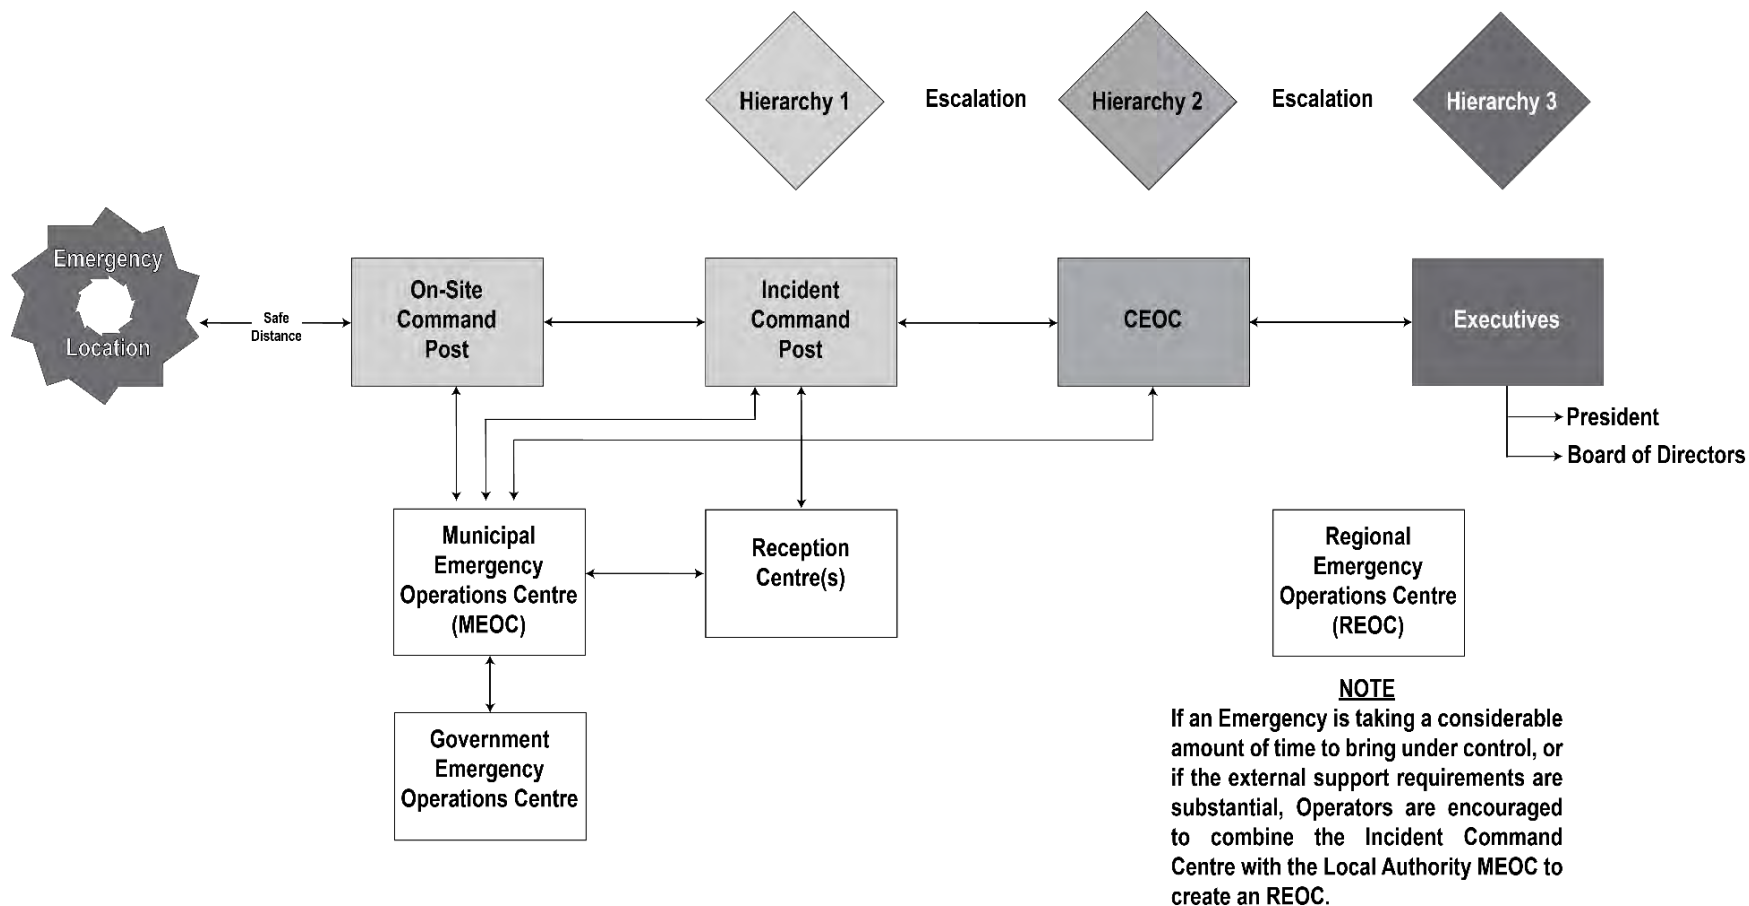 Hierarchy 1
Escalation
Hierarchy 2
Escalation
Hierarchy 3
Emergency
Location
Safe
Distance
On-Site
Command
Post
Incident
Command
Post
CEOC
Executives
President
Board of Directors
Municipal
Emergency
Operations Centre
(MEOC)
Reception
Centre(s)
Regional
Emergency
Operations Centre
(REOC)
Government
Emergency
Operations Centre
NOTE
If an Emergency is taking a considerable
amount of time to bring under control, or
if the external support requirements are
substantial, Operators are encouraged
to combine the Incident Command
Centre with the Local Authority MEOC to
create an REOC.